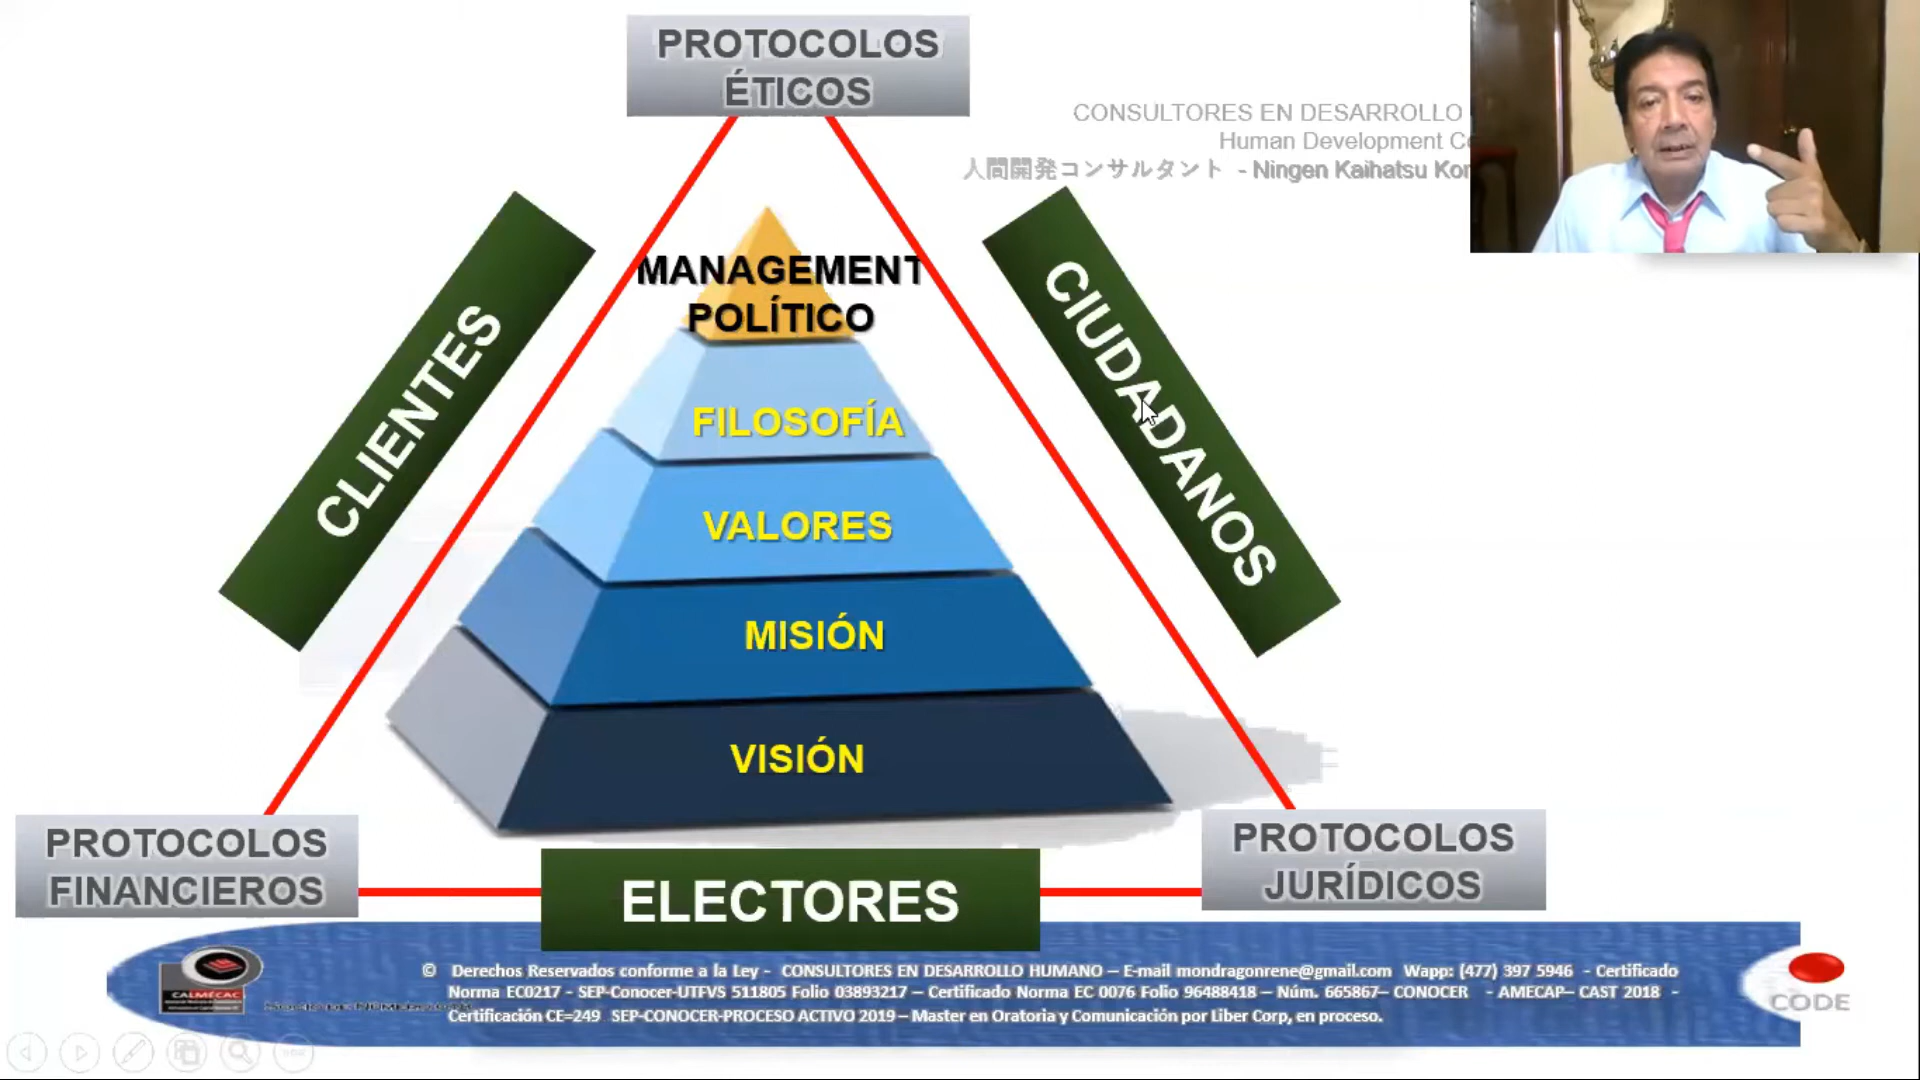 PROTOCOLOS
ÉTICOS
CONSULTORES EN DESARROLLO
Human Development
人間開発コンサルタント - Ningen Kaihatsu
CLIENTES
CIUDADANOS
MANAGEMENT
POLÍTICO
FILOSOFÍA
VALORES
MISIÓN
VISIÓN
PROTOCOLOS
FINANCIEROS
PROTOCOLOS
JURÍDICOS
ELECTORES
© Derechos Reservados conforme a la Ley - CONSULTORES EN DESARROLLO HUMANO – E-mail mondragonrene@gmail.com Wapp: (477) 397 5946 - Certificado
Norma EC0217 - SEP-Conocer-UTFVS 511805 Folio 03893217 – Certificado Norma EC 0076 Folio 96488418 – Núm. 665867– CONOCER - AMECAP– CAST 2018 -
Certificación CE=249 SEP-CONOCER-PROCESO ACTIVO 2019 – Master en Oratoria y Comunicación por Liber Corp, en proceso.
CALMÉCAC
CODE